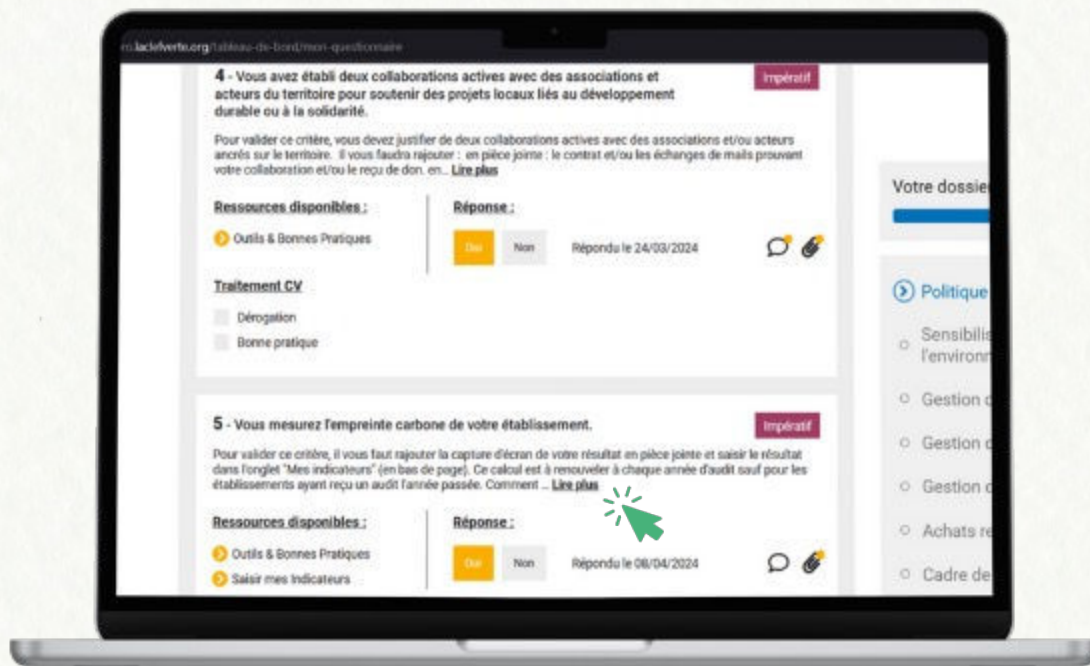 laclefverte.org/tableau-de-bord/mon-questionnaire
4 - Vous avez établi deux collaborations actives avec des associations et
acteurs du territoire pour soutenir des projets locaux liés au développement
durable ou à la solidarité.
Impératif
Pour valider ce critère, vous devez justifier de deux collaborations actives avec des associations et/ou acteurs
ancrés sur le territoire. Il vous faudra rajouter : en pièce jointe : le contrat et/ou les échanges de mails prouvant
votre collaboration et/ou le reçu de don. en... Lire plus
Ressources disponibles :
Outils & Bonnes Pratiques
Réponse :
Oui
Non
Répondu le 24/03/2024
Traitement CV
Dérogation
Bonne pratique
5 - Vous mesurez l'empreinte carbone de votre établissement.
Impératif
Pour valider ce critère, il vous faut rajouter la capture d'écran de votre résultat en pièce jointe et saisir le résultat
dans l'onglet "Mes indicateurs" (en bas de page). Ce calcul est à renouveler à chaque année d'audit sauf pour les
établissements ayant reçu un audit l'année passée. Comment ... Lire plus
Ressources disponibles :
Outils & Bonnes Pratiques
Saisir mes Indicateurs
Réponse :
Oui
Non
Répondu le 08/04/2024
Votre dossie
Politique
Sensibilis
l'environn
Gestion d
Gestion d
Gestion d
Achats re
Cadre de